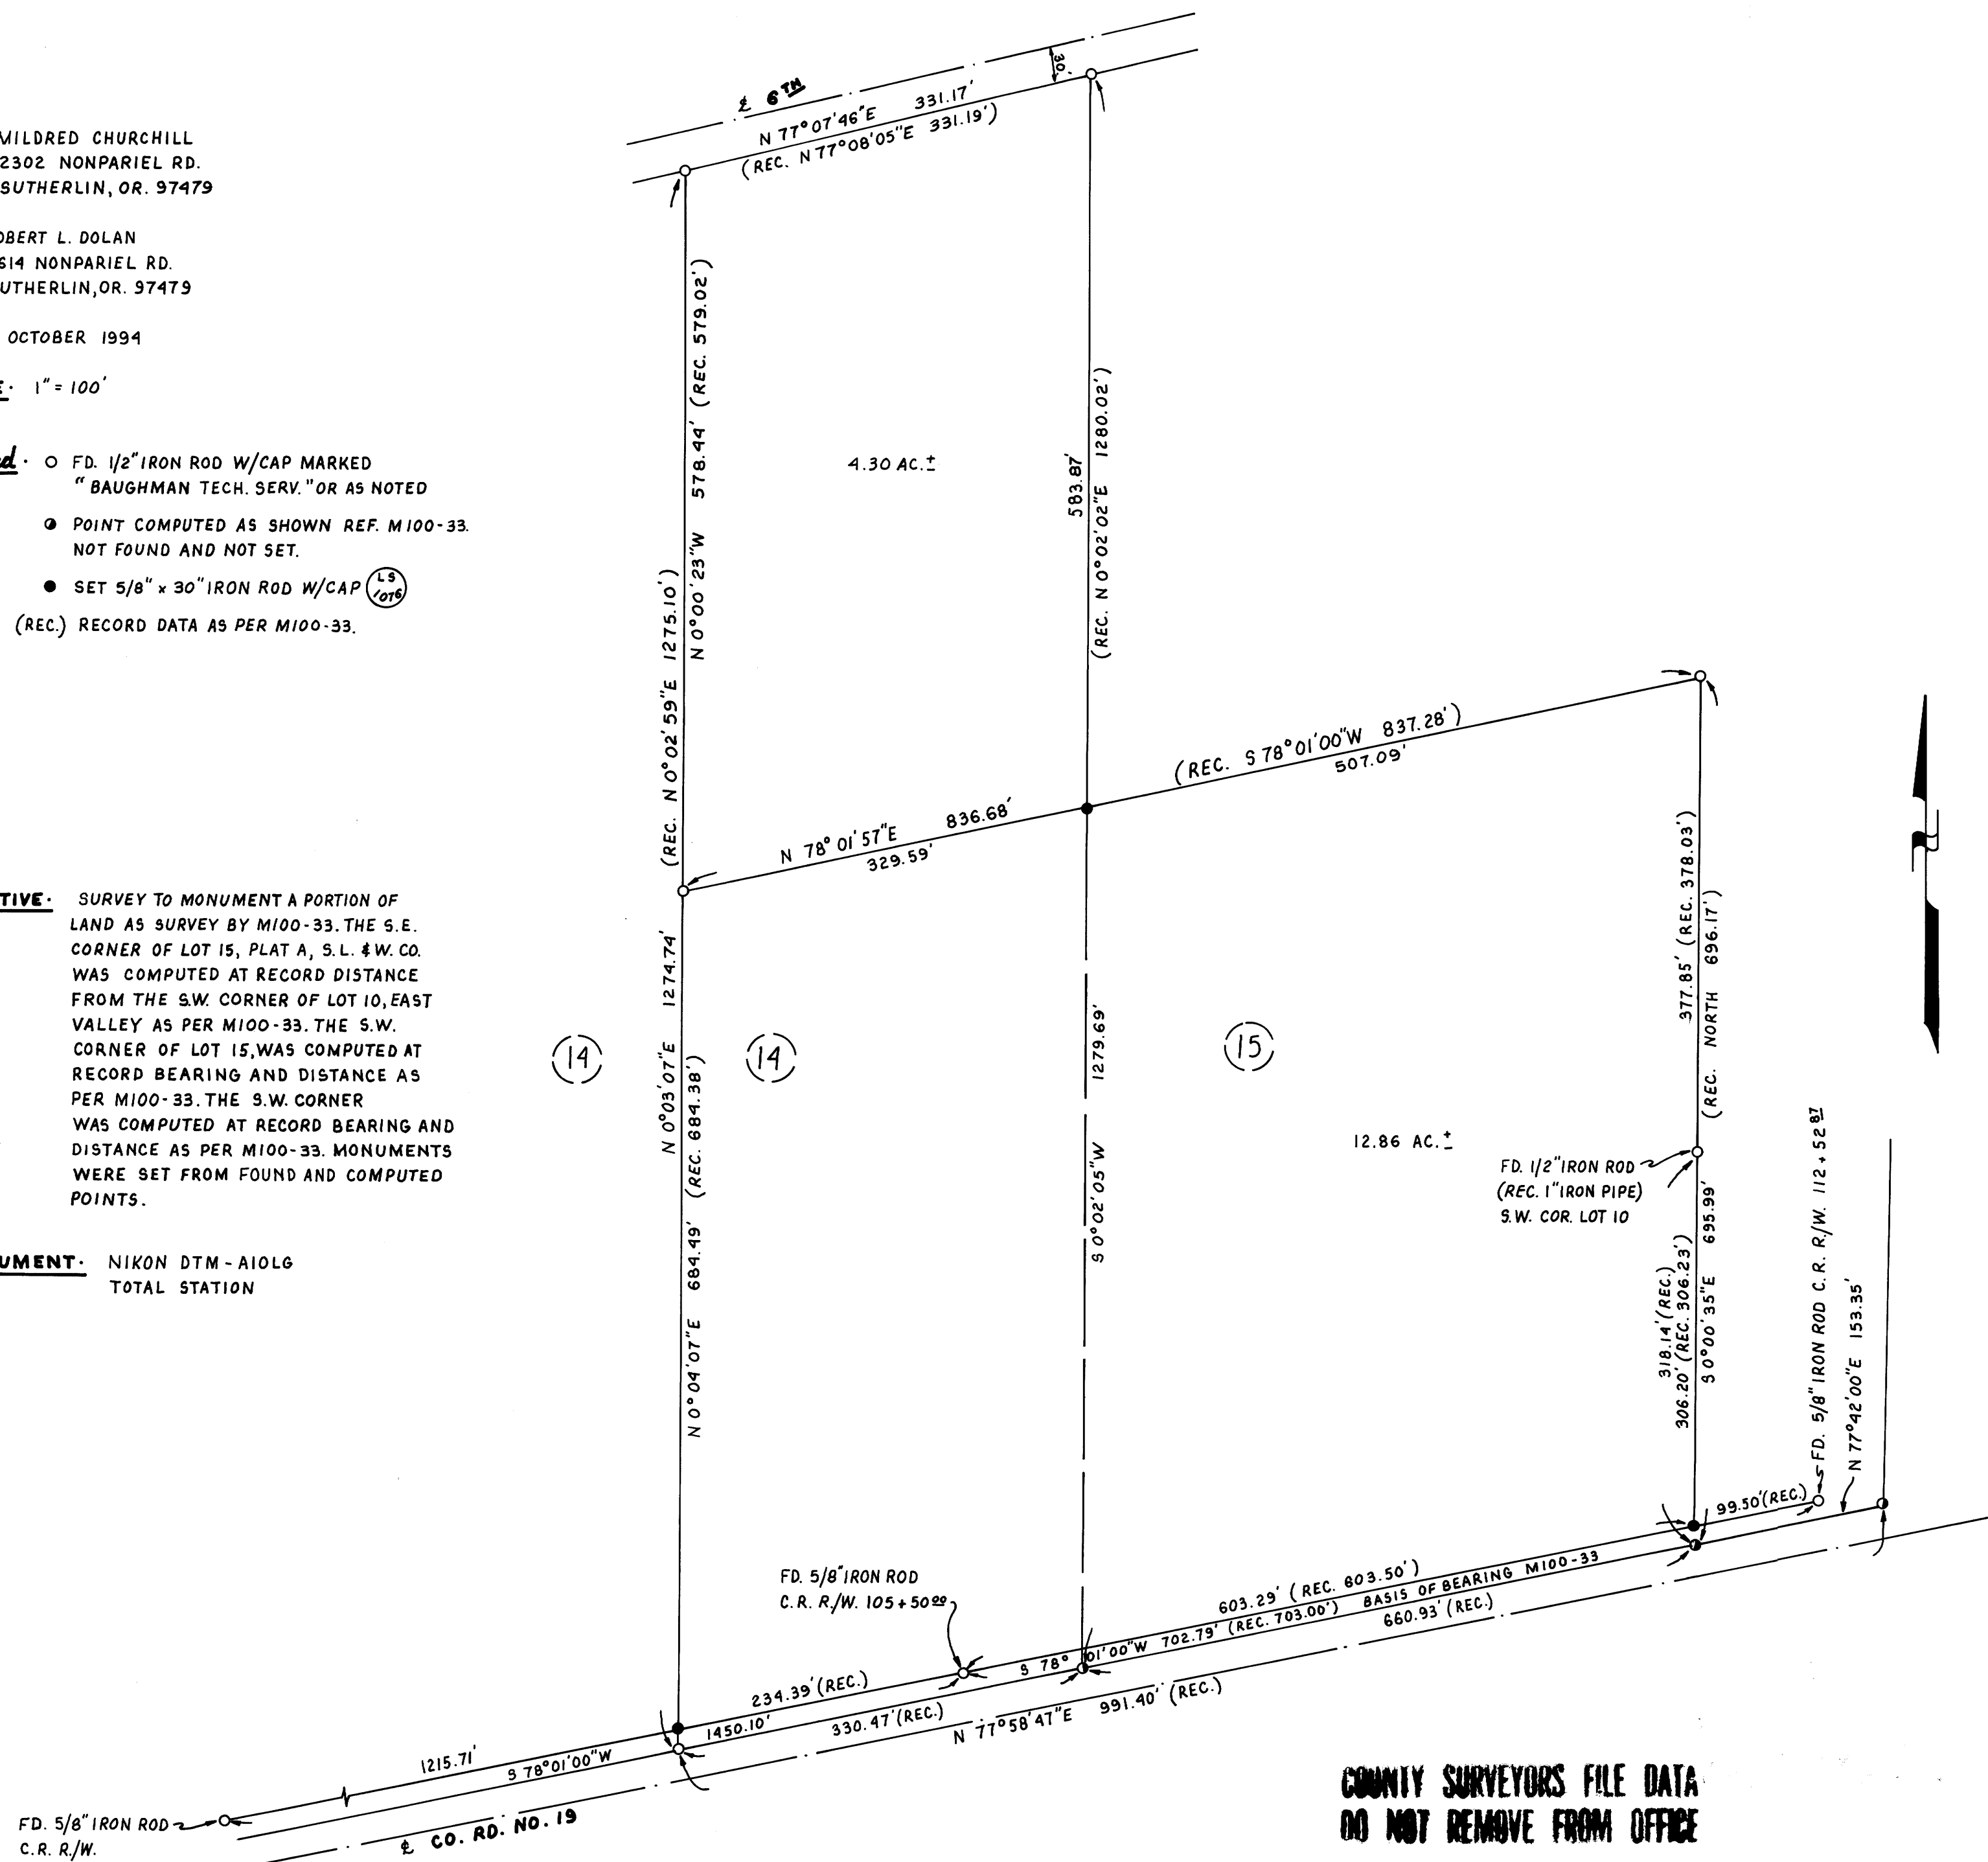 MILDRED CHURCHILL
2302 NONPARIEL RD.
SUTHERLIN, OR. 97479
OBERT L. DOLAN
614 NONPARIEL RD.
UTHERLIN, OR. 97479
OCTOBER 1994
E· 1" = 100'
d· ○ FD. 1/2" IRON ROD W/CAP MARKED
"BAUGHMAN TECH. SERV." OR AS NOTED
POINT COMPUTED AS SHOWN REF. M100-33.
NOT FOUND AND NOT SET.
● SET 5/8" x 30" IRON ROD W/CAP LS 1076
(REC.) RECORD DATA AS PER M100-33.
TIVE· SURVEY TO MONUMENT A PORTION OF
LAND AS SURVEY BY M100-33. THE S.E.
CORNER OF LOT 15, PLAT A, S.L. & W. CO.
WAS COMPUTED AT RECORD DISTANCE
FROM THE S.W. CORNER OF LOT 10, EAST
VALLEY AS PER M100-33. THE S.W.
CORNER OF LOT 15, WAS COMPUTED AT
RECORD BEARING AND DISTANCE AS
PER M100-33. THE S.W. CORNER
WAS COMPUTED AT RECORD BEARING AND
DISTANCE AS PER M100-33. MONUMENTS
WERE SET FROM FOUND AND COMPUTED
POINTS.
UMENT· NIKON DTM - A10LG
TOTAL STATION
℄ 6TH
30'
N 77°07'46"E 331.17'
(REC. N 77°08'05"E 331.19')
N 0°00'23"W 578.44' (REC. 579.02')
(REC. N 0°02'59"E 1275.10')
4.30 AC.±
583.87'
(REC. N 0°02'02"E 1280.02')
(REC. S 78°01'00"W 837.28')
507.09'
N 78°01'57"E 836.68'
329.59'
N 0°03'07"E 1274.74'
N 0°04'07"E 684.49' (REC. 684.38')
14
14
15
S 0°02'05"W 1279.69'
12.86 AC.±
377.85' (REC. 378.03')
(REC. NORTH 696.17')
FD. 1/2" IRON ROD
(REC. 1" IRON PIPE)
S.W. COR. LOT 10
318.14' (REC.)
306.20' (REC. 306.23')
S 0°00'35"E 695.99'
FD. 5/8" IRON ROD C.R. R/W. 112 + 52 87
N 77°42'00"E 153.35'
99.50' (REC.)
FD. 5/8" IRON ROD
C.R. R./W. 105 + 50 00
603.29' (REC. 603.50')
S 78°01'00"W 702.79' (REC. 703.00') BASIS OF BEARING M100-33
660.93' (REC.)
234.39' (REC.)
1450.10'
330.47' (REC.)
N 77°58'47"E 991.40' (REC.)
1215.71'
S 78°01'00"W
FD. 5/8" IRON ROD
C.R. R./W.
℄ CO. RD. NO. 19
COUNTY SURVEYORS FILE DATA
DO NOT REMOVE FROM OFFICE